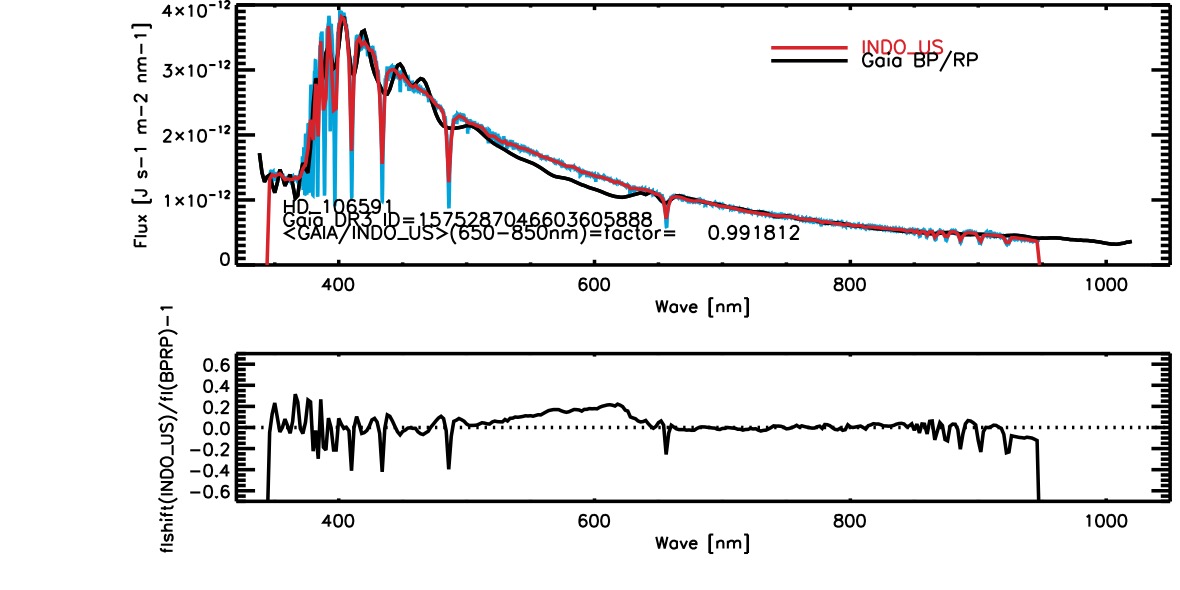 4×10−12
3×10−12
2×10−12
1×10−12
0
Flux [J s−1 m−2 nm−1]
INDO_US
Gaia BP/RP
HD_106591
Gaia DR3 ID=1575287046603605888
<GAIA/INDO_US>(650−850nm)=factor= 0.991812
400 600 800 1000
Wave [nm]
flshift(INDO_US)/fl(BPRP)−1
0.6
0.4
0.2
0.0
−0.2
−0.4
−0.6
400 600 800 1000
Wave [nm]